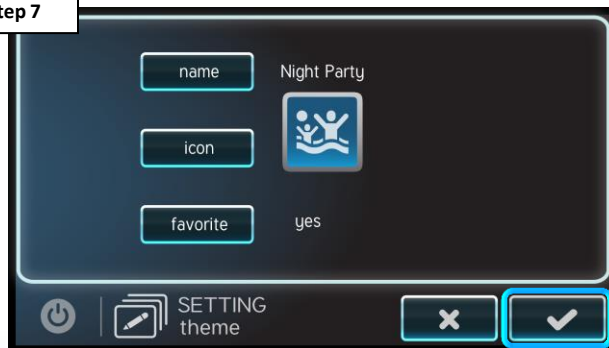 tep 7
name Night Party
icon
favorite yes
SETTING
theme